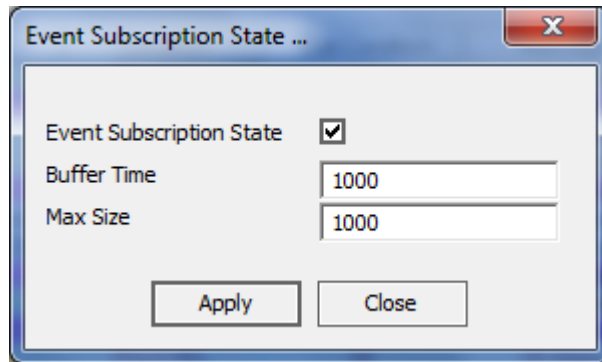 Event Subscription State ...
Event Subscription State
Buffer Time 1000
Max Size 1000
Apply Close